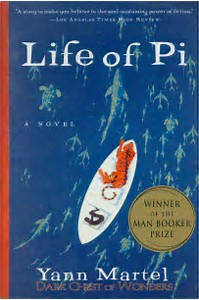 "A story to make you believe in the soul-sustaining power of fiction."
—LOS ANGELES TIMES BOOK REVIEW
Life of Pi
A NOVEL
WINNER
OF THE
MAN BOOKER
PRIZE
Yann Martel
DARK CHEST OF WONDERS